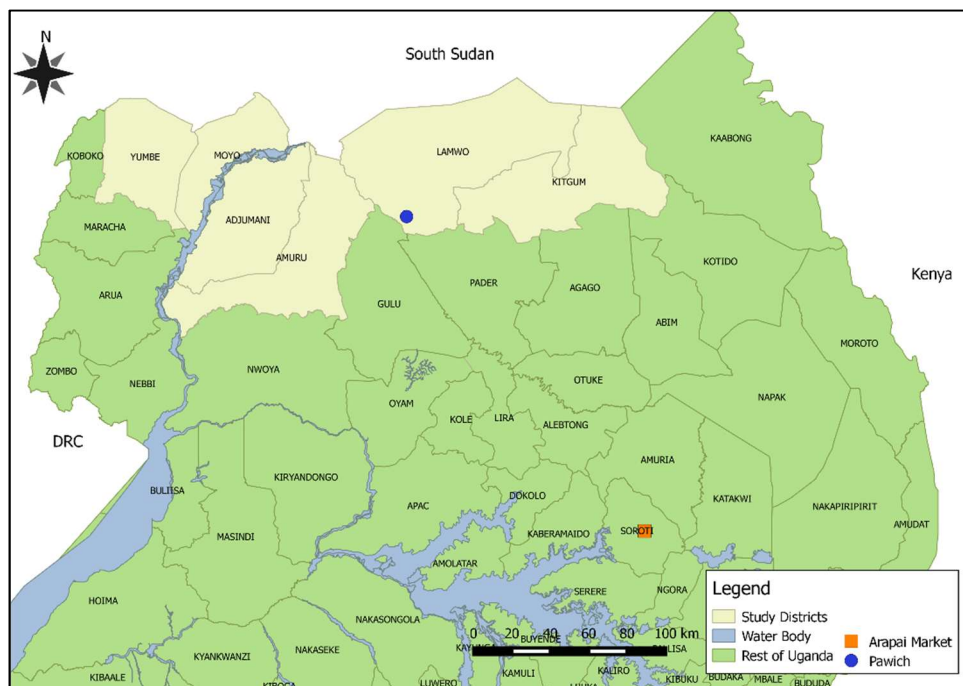 N
South Sudan
KAABONG
KOBOKO
YUMBE
MOYO
LAMWO
KITGUM
ADJUMANI
MARACHA
AMURU
KOTIDO
Kenya
ARUA
GULU
PADER
AGAGO
ABIM
MOROTO
ZOMBO
NEBBI
NWOYA
OYAM
OTUKE
NAPAK
KOLE
LIRA
ALEBTONG
DRC
AMURIA
BULIISA
KIRYANDONGO
APAC
DOKOLO
KATAKWI
NAKAPIRIPIRIT
AMUDAT
MASINDI
KABERAMAIDO
SOROTI
AMOLATAR
HOIMA
SERERE
NGORA
NAKASONGOLA
Legend
Study Districts
Water Body
Rest of Uganda
Arapai Market
Pawich
0 20 40 60 80 100 km
BUYENDE
KYANKWANZI
NAKASEKE
KIBAALE
KIBOGA
LUWERO
KAMULI
KALIRO
KIBUKU
BUDAKA
MBALE
BUDUDA